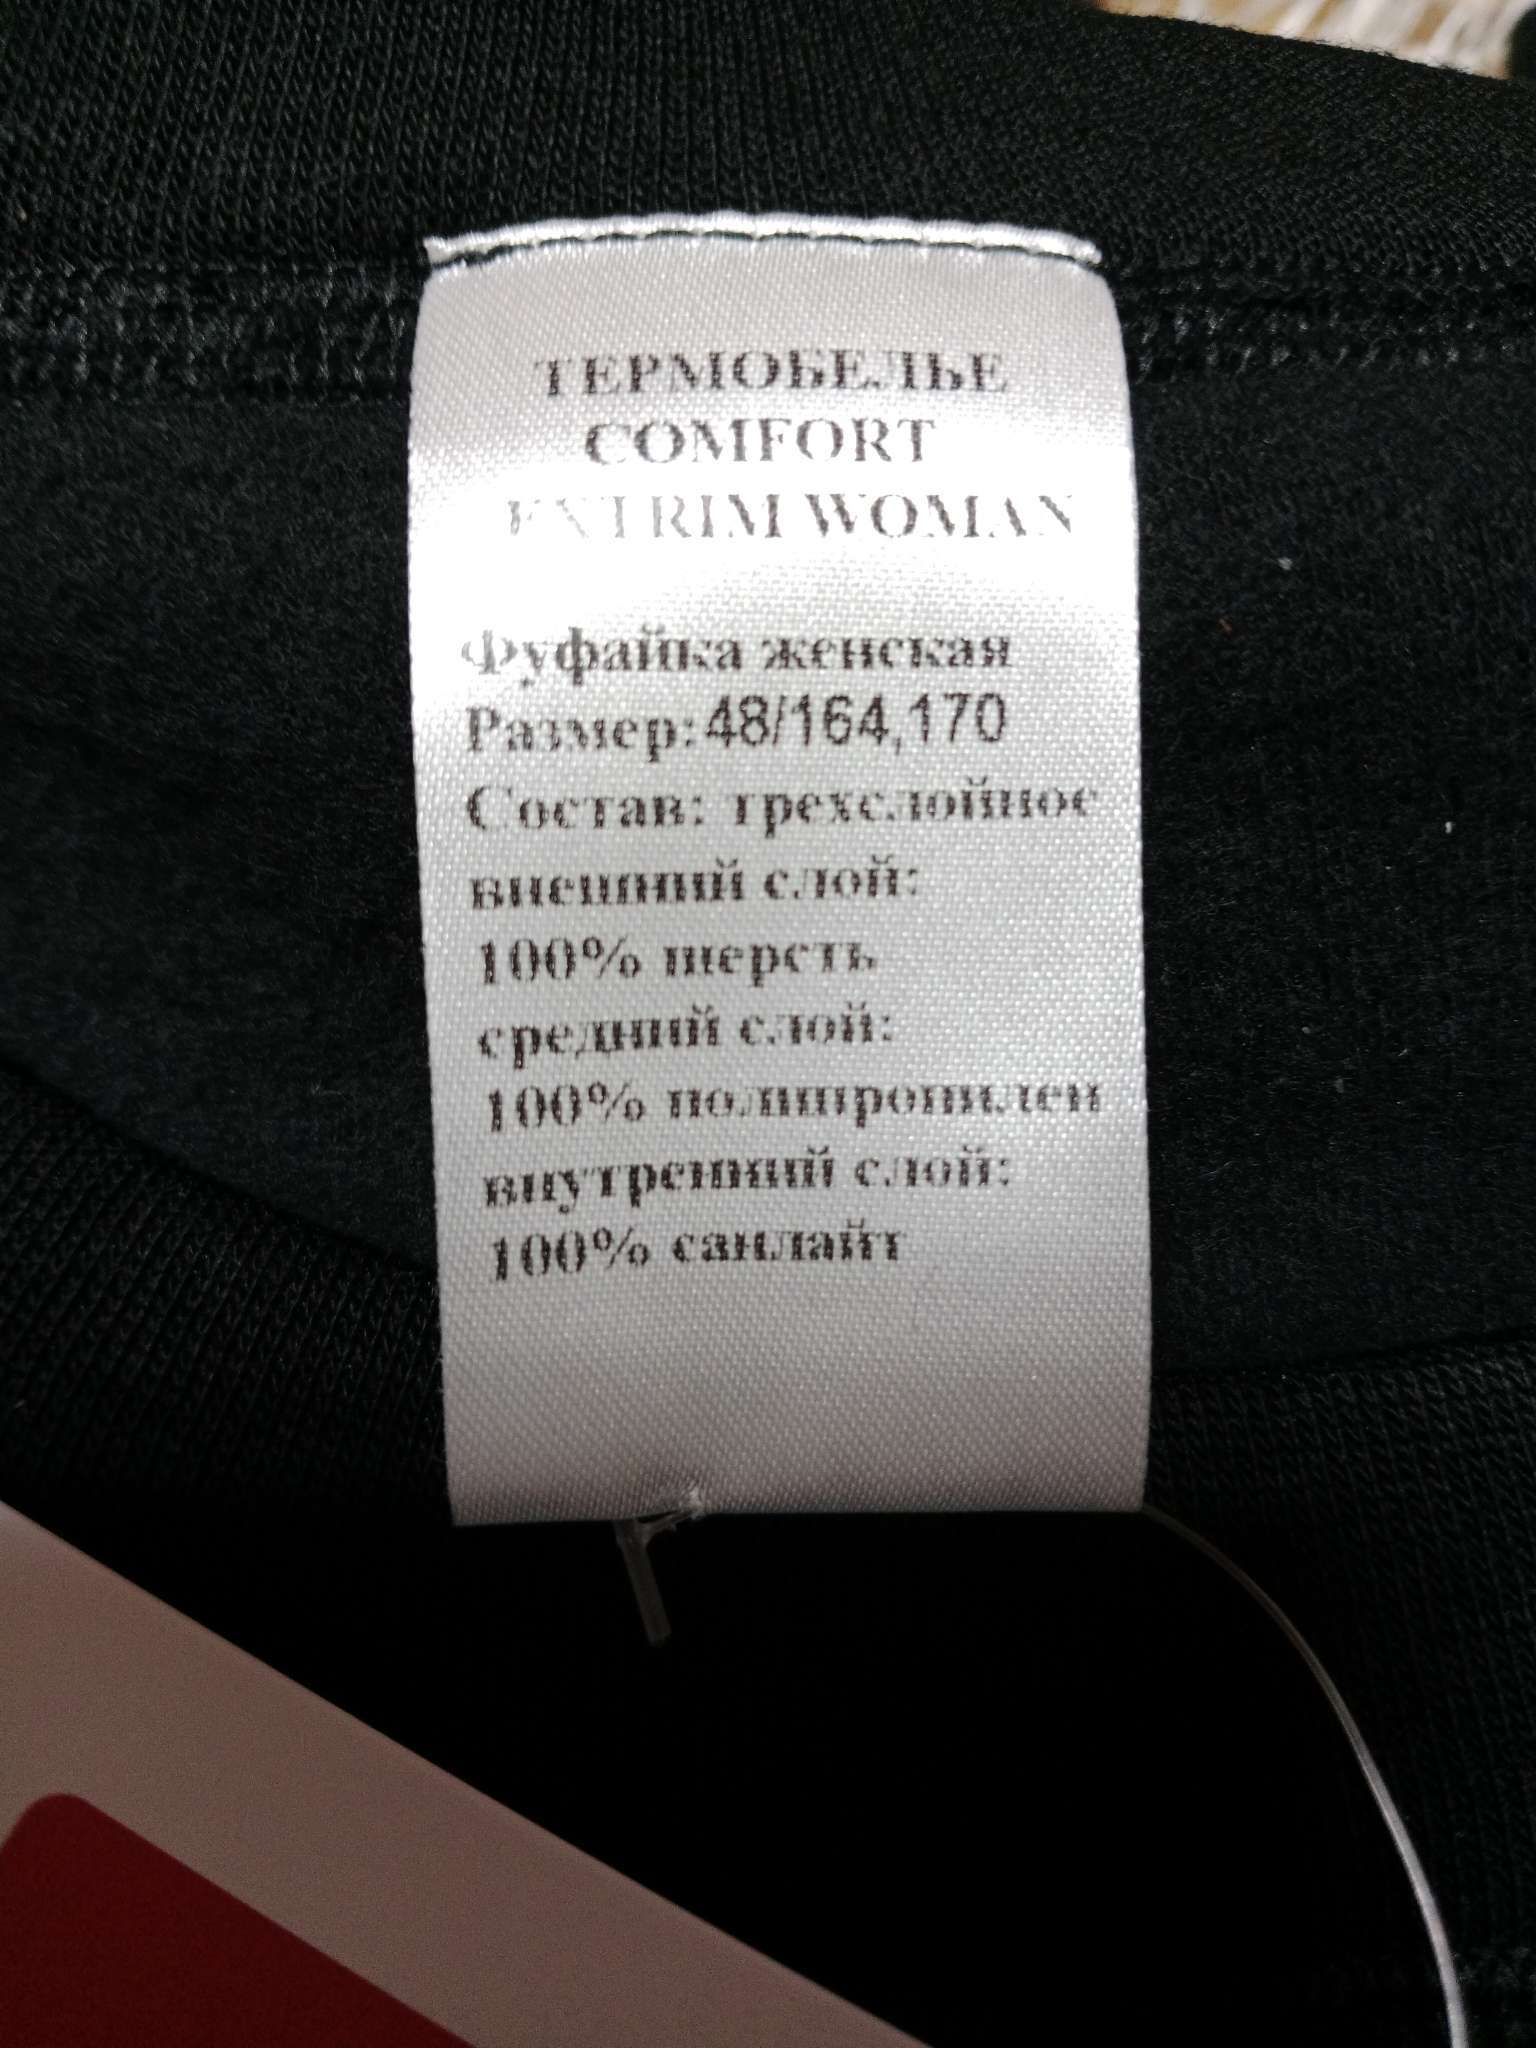 ТЕРМОБЕЛЬЕ
COMFORT
EXTRIM WOMAN
Фуфайка женская
Размер: 48/164,170
Состав: трехслойное
внешний слой:
100% шерсть
средний слой:
100% полипропилен
внутренний слой:
100% санлайт